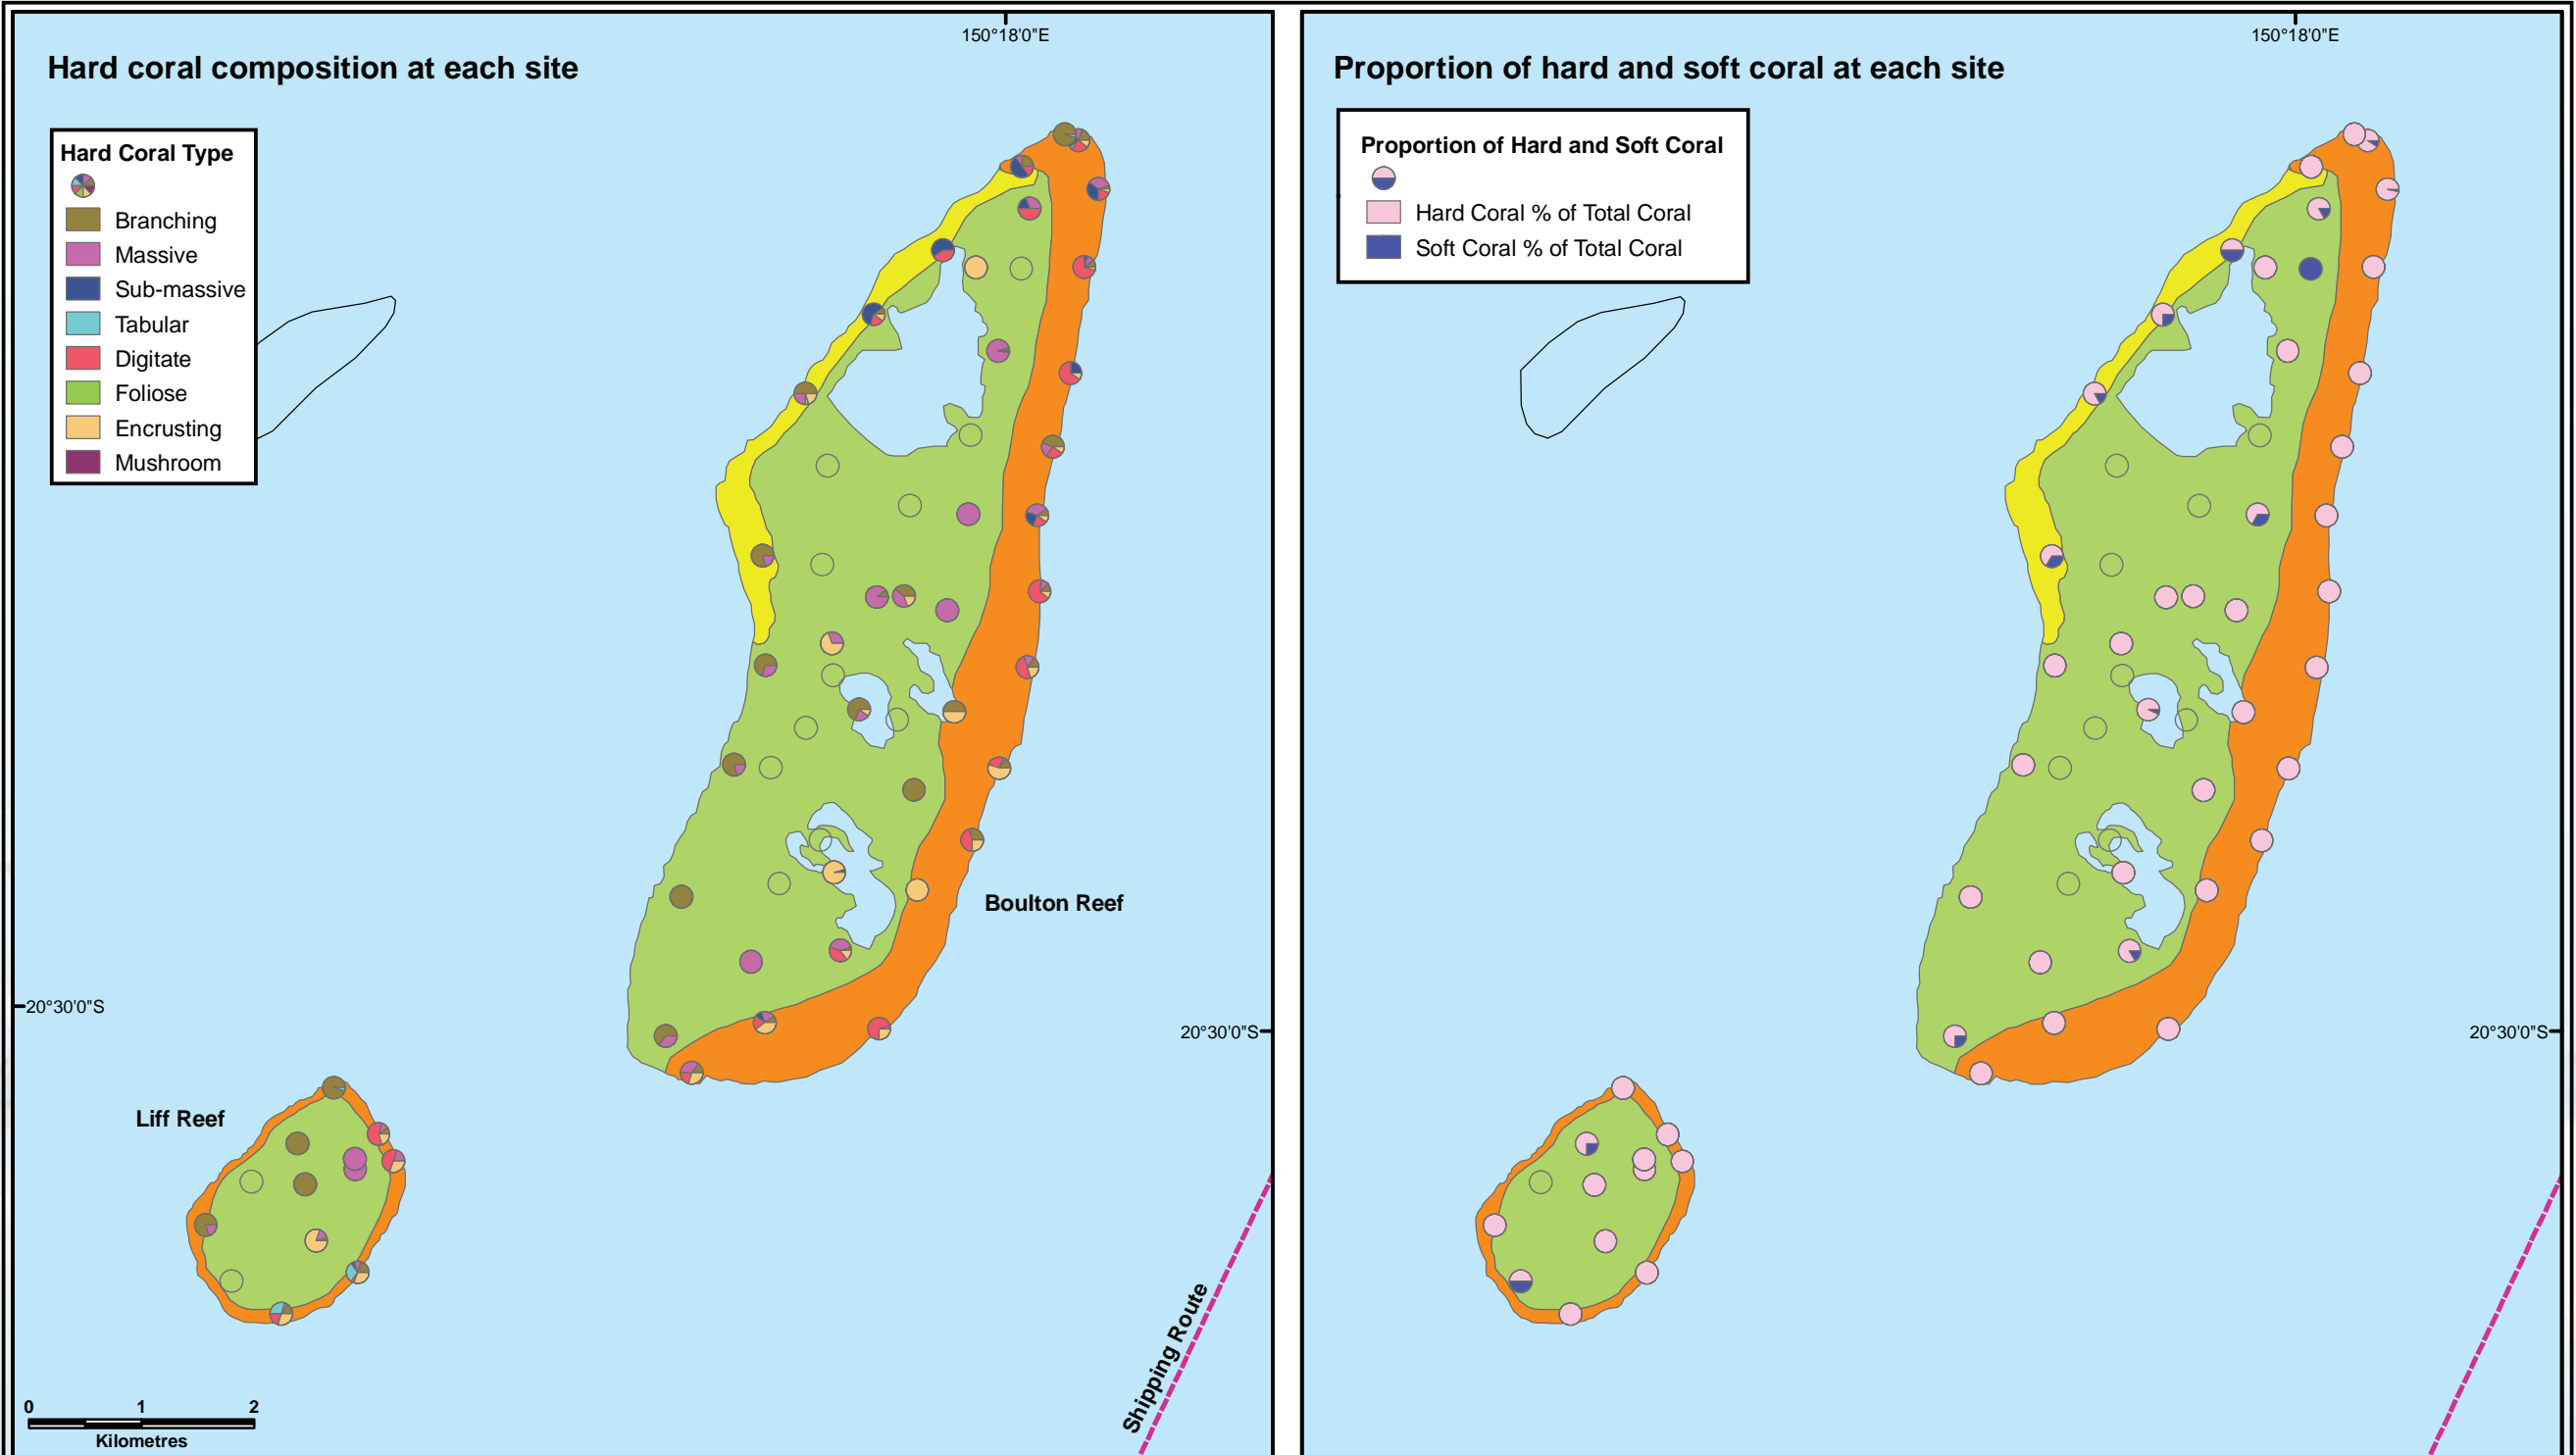 150°18'0"E
Hard coral composition at each site
Hard Coral Type
Branching
Massive
Sub-massive
Tabular
Digitate
Foliose
Encrusting
Mushroom
Boulton Reef
20°30'0"S
20°30'0"S
Liff Reef
Shipping Route
0 1 2
Kilometres
150°18'0"E
Proportion of hard and soft coral at each site
Proportion of Hard and Soft Coral
Hard Coral % of Total Coral
Soft Coral % of Total Coral
20°30'0"S